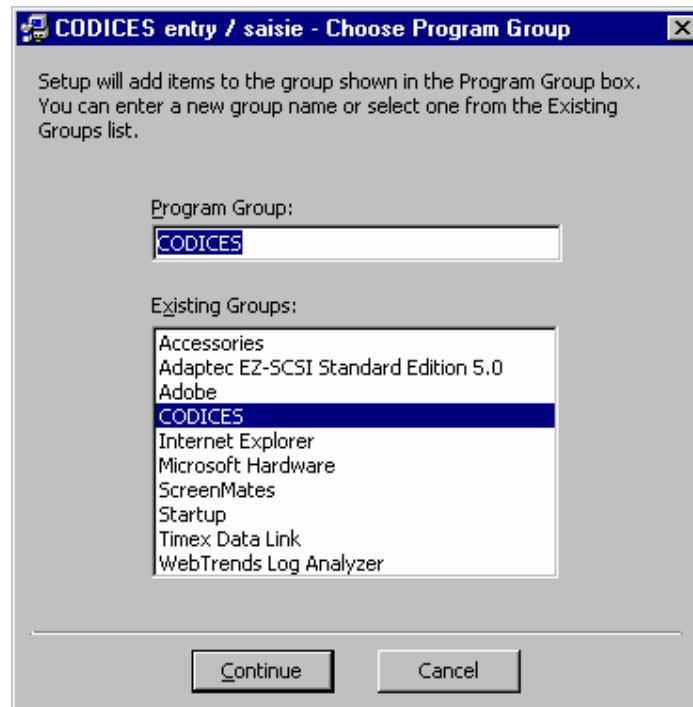 CODICES entry / saisie - Choose Program Group
Setup will add items to the group shown in the Program Group box.
You can enter a new group name or select one from the Existing
Groups list.
Program Group:
CODICES
Existing Groups:
Accessories
Adaptec EZ-SCSI Standard Edition 5.0
Adobe
CODICES
Internet Explorer
Microsoft Hardware
ScreenMates
Startup
Timex Data Link
WebTrends Log Analyzer
Continue
Cancel